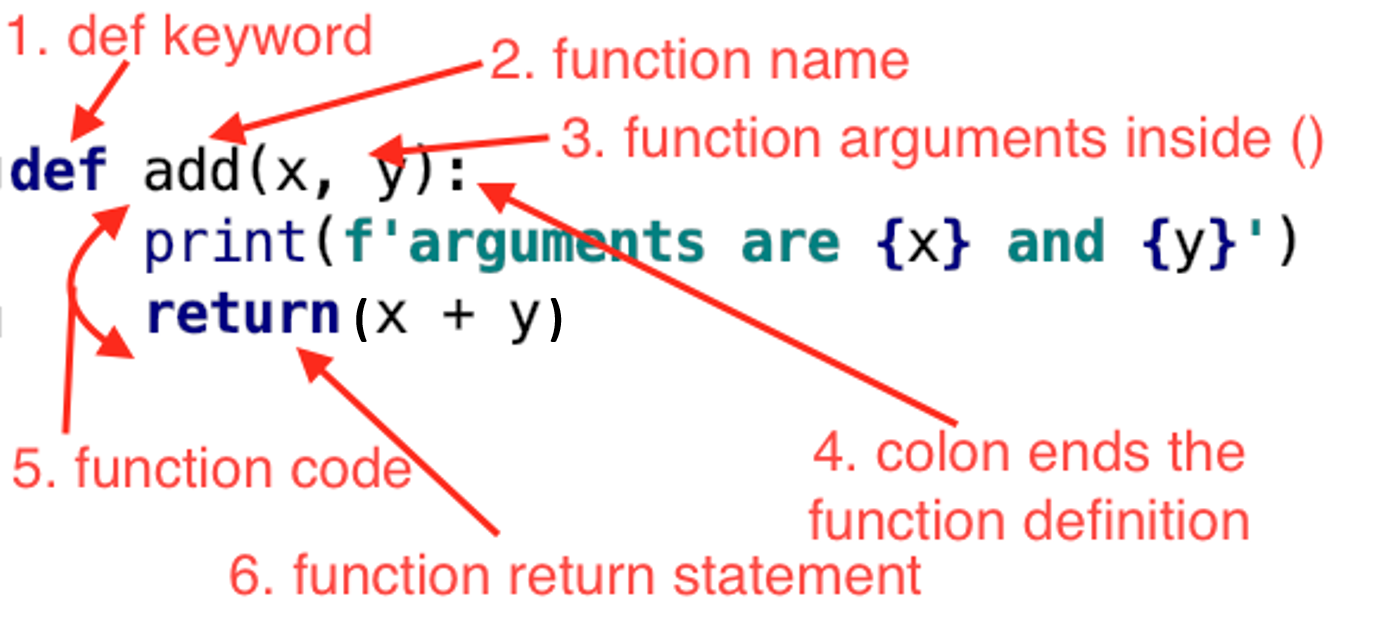 1. def keyword
2. function name
3. function arguments inside ()
def add(x, y):
print(f'arguments are {x} and {y}')
return(x + y)
5. function code
4. colon ends the
function definition
6. function return statement